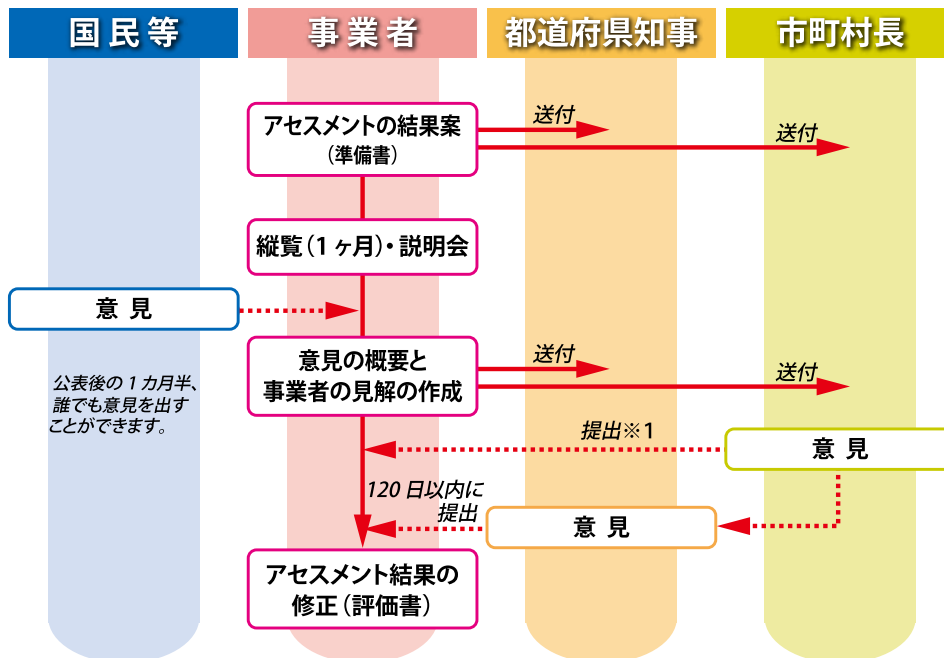 国民等
事業者
都道府県知事
市町村長
アセスメントの結果案
（準備書）
送付
送付
縦覧（1ヶ月）・説明会
意見
公表後の1カ月半、
誰でも意見を出す
ことができます。
意見の概要と
事業者の見解の作成
送付
送付
提出※1
意見
120日以内に
提出
意見
アセスメント結果の
修正（評価書）